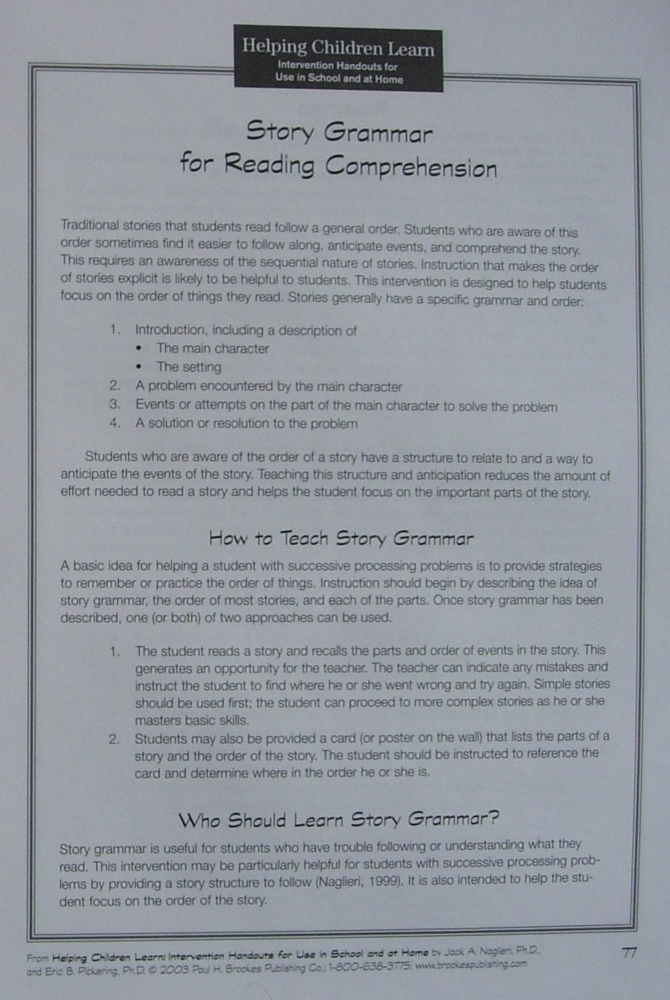 Helping Children Learn
Intervention Handouts for
Use in School and at Home
Story Grammar
for Reading Comprehension
Traditional stories that students read follow a general order. Students who are aware of this
order sometimes find it easier to follow along, anticipate events, and comprehend the story.
This requires an awareness of the sequential nature of stories. Instruction that makes the order
of stories explicit is likely to be helpful to students. This intervention is designed to help students
focus on the order of things they read. Stories generally have a specific grammar and order:
1. Introduction, including a description of
• The main character
• The setting
2. A problem encountered by the main character
3. Events or attempts on the part of the main character to solve the problem
4. A solution or resolution to the problem
Students who are aware of the order of a story have a structure to relate to and a way to
anticipate the events of the story. Teaching this structure and anticipation reduces the amount of
effort needed to read a story and helps the student focus on the important parts of the story.
How to Teach Story Grammar
A basic idea for helping a student with successive processing problems is to provide strategies
to remember or practice the order of things. Instruction should begin by describing the idea of
story grammar, the order of most stories, and each of the parts. Once story grammar has been
described, one (or both) of two approaches can be used.
1. The student reads a story and recalls the parts and order of events in the story. This
generates an opportunity for the teacher. The teacher can indicate any mistakes and
instruct the student to find where he or she went wrong and try again. Simple stories
should be used first; the student can proceed to more complex stories as he or she
masters basic skills.
2. Students may also be provided a card (or poster on the wall) that lists the parts of a
story and the order of the story. The student should be instructed to reference the
card and determine where in the order he or she is.
Who Should Learn Story Grammar?
Story grammar is useful for students who have trouble following or understanding what they
read. This intervention may be particularly helpful for students with successive processing prob-
lems by providing a story structure to follow (Naglieri, 1999). It is also intended to help the stu-
dent focus on the order of the story.
From Helping Children Learn: Intervention Handouts for Use in School and at Home by Jack A. Naglieri, Ph.D.,
and Eric B. Pickering, Ph.D. © 2003 Paul H. Brookes Publishing Co.; 1-800-638-3775; www.brookespublishing.com
77